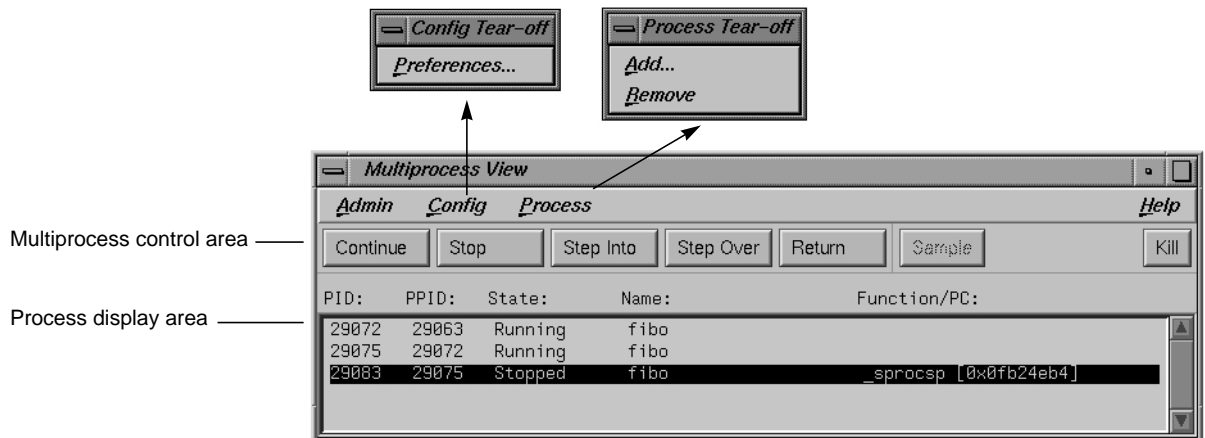 Config Tear-off
Preferences...
Process Tear-off
Add...
Remove
Multiprocess View
Admin Config Process Help
Multiprocess control area
Continue Stop Step Into Step Over Return Sample Kill
PID: PPID: State: Name: Function/PC:
Process display area
29072 29063 Running fibo
29075 29072 Running fibo
29083 29075 Stopped fibo _sprocsp [0x0fb24eb4]